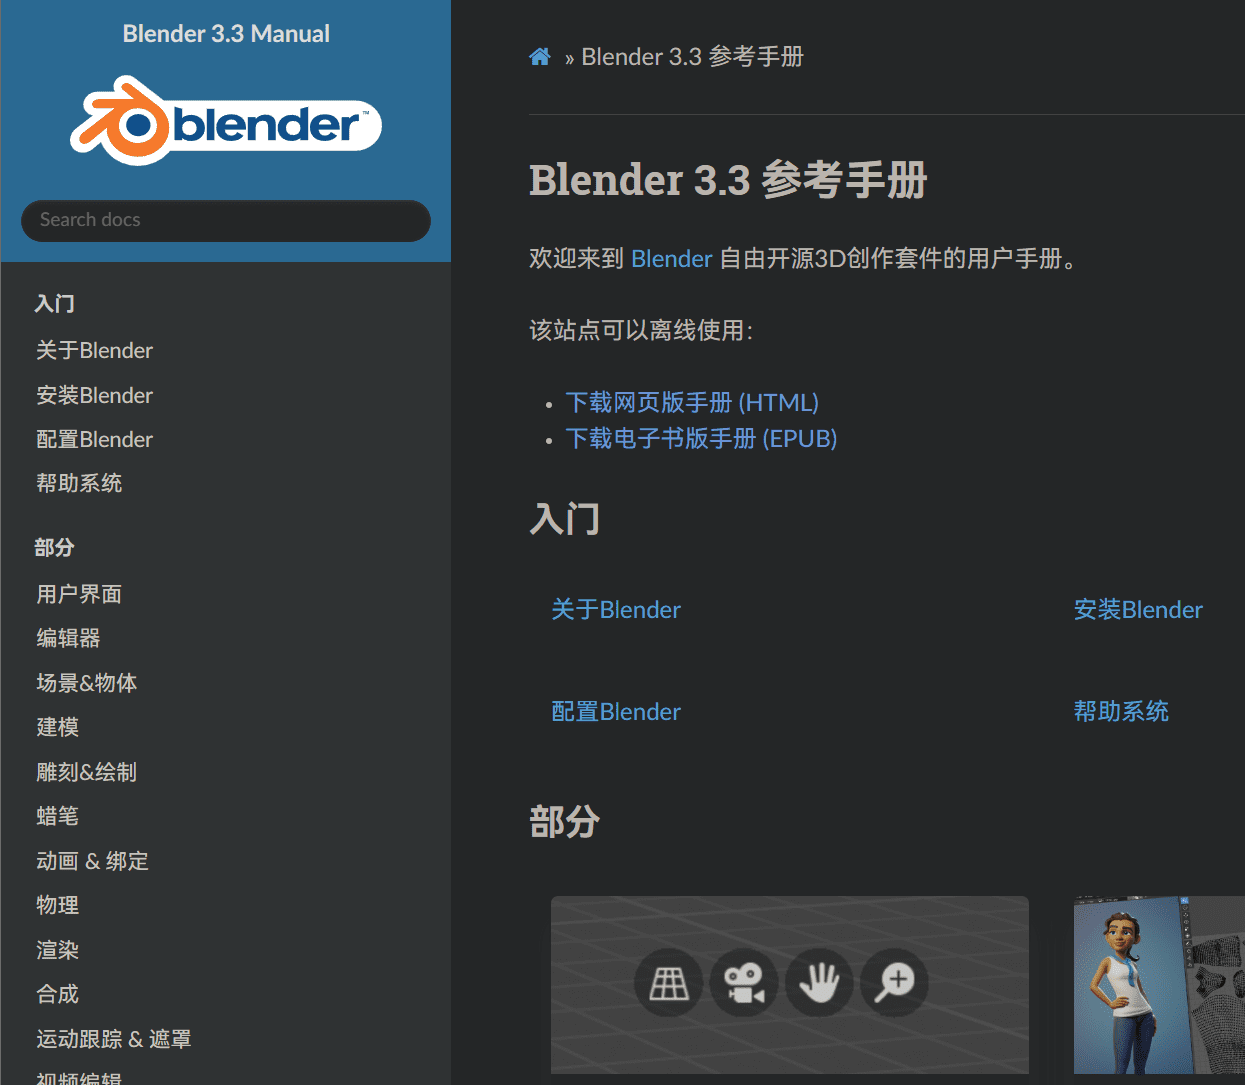 Blender 3.3 Manual
blender™
Search docs
入门
关于Blender
安装Blender
配置Blender
帮助系统
部分
用户界面
编辑器
场景&物体
建模
雕刻&绘制
蜡笔
动画 & 绑定
物理
渲染
合成
运动跟踪 & 遮罩
视频编辑
» Blender 3.3 参考手册
Blender 3.3 参考手册
欢迎来到 Blender 自由开源3D创作套件的用户手册。
该站点可以离线使用:
• 下载网页版手册 (HTML)
• 下载电子书版手册 (EPUB)
入门
关于Blender 安装Blender
配置Blender 帮助系统
部分